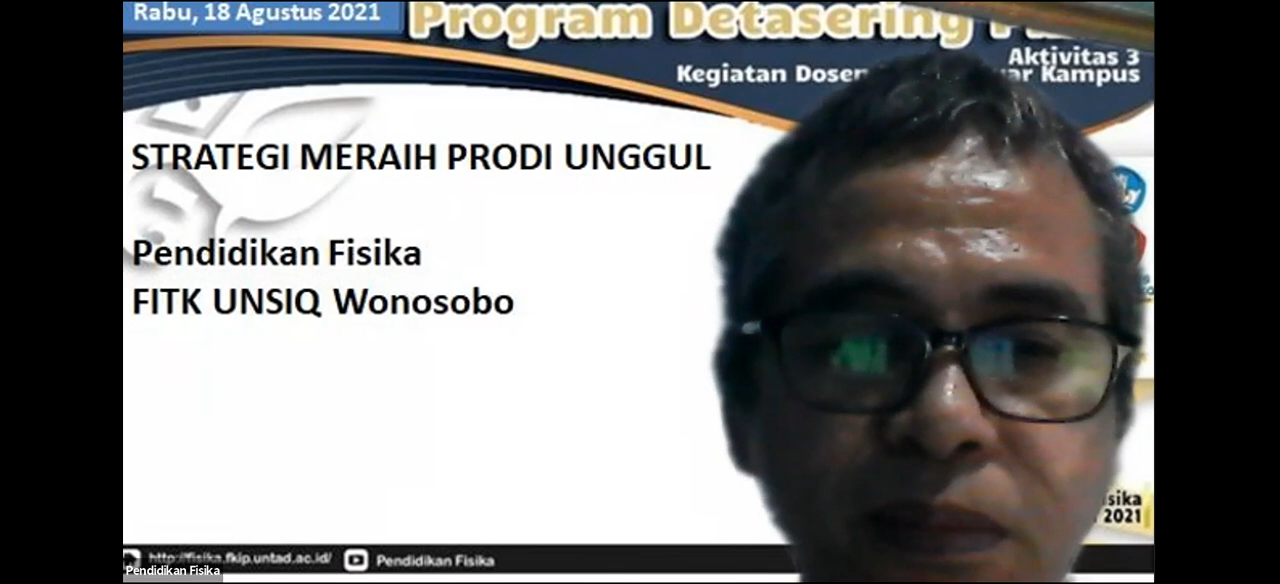 Rabu, 18 Agustus 2021
Program Detasering
Aktivitas 3
Kegiatan Dosen
ar Kampus
STRATEGI MERAIH PRODI UNGGUL
Pendidikan Fisika
FITK UNSIQ Wonosobo
sika
2021
http://fisika.fkip.untad.ac.id/
Pendidikan Fisika
Pendidikan Fisika